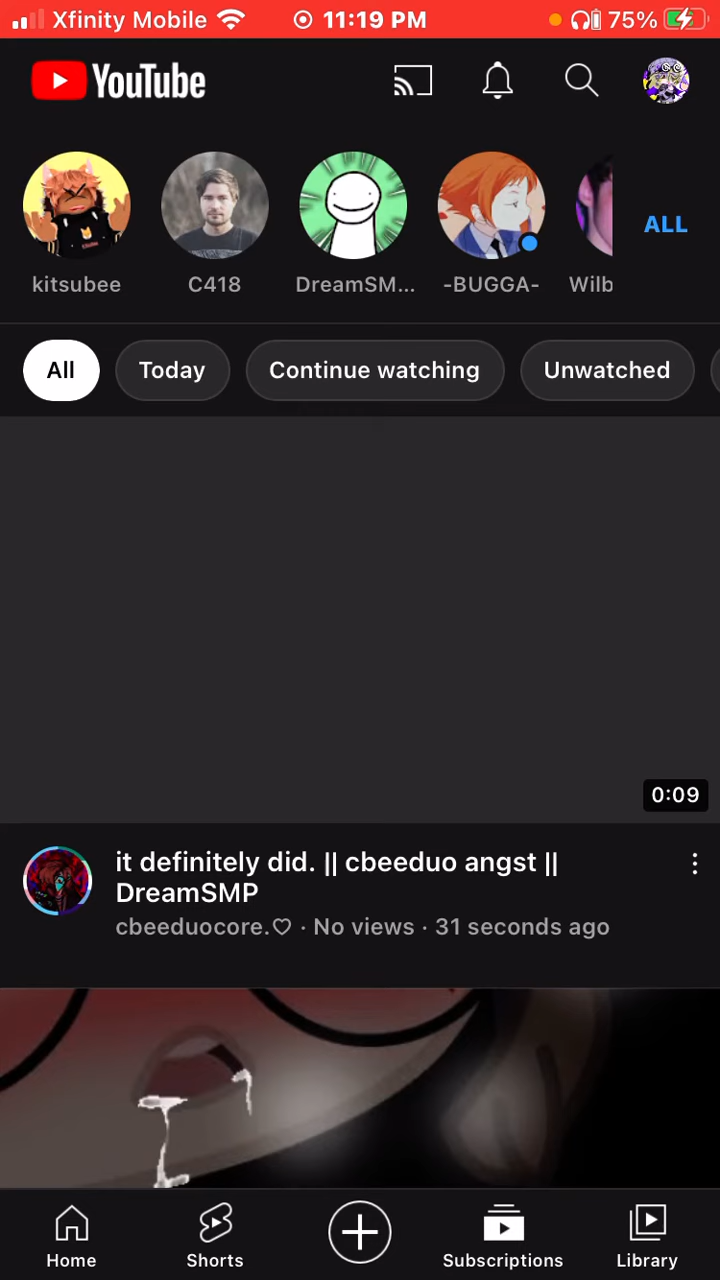 Xfinity Mobile 11:19 PM 75%
YouTube
kitsubee C418 DreamSM... -BUGGA- Wilb ALL
All Today Continue watching Unwatched
0:09
it definitely did. || cbeeduo angst ||
DreamSMP
cbeeduocore.♡ · No views · 31 seconds ago
Home Shorts Subscriptions Library